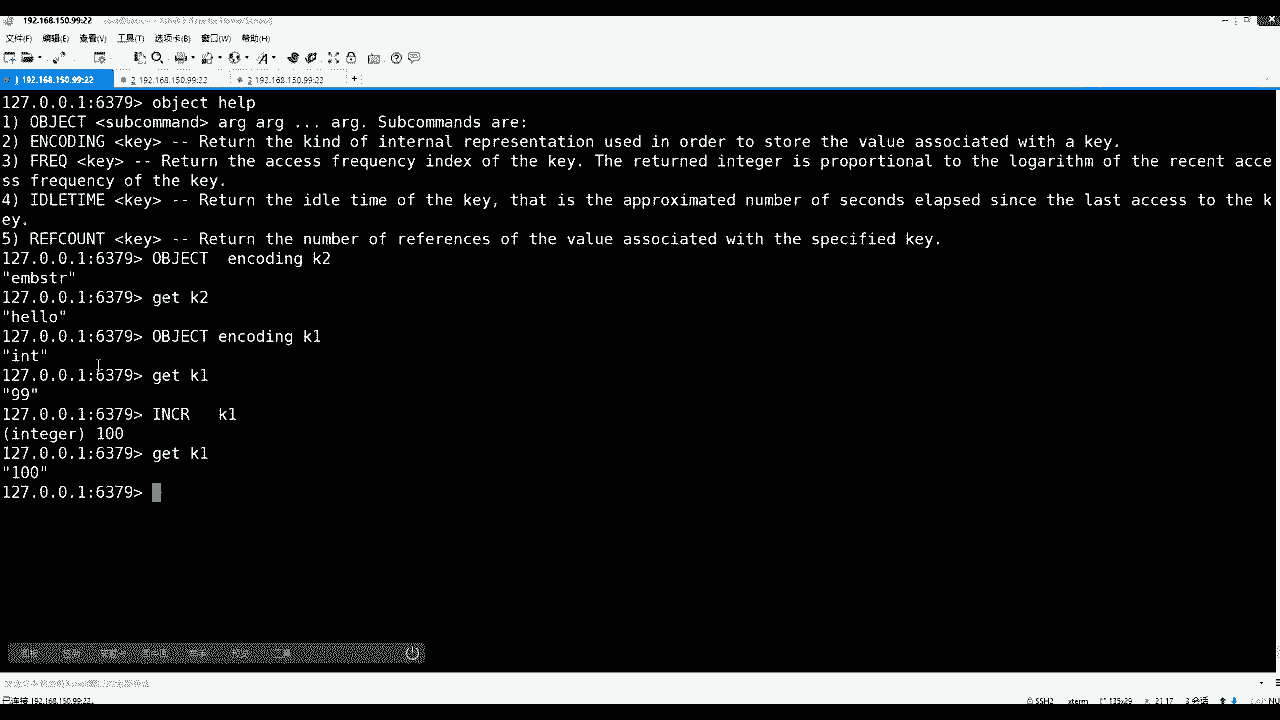 192.168.150.99:22
文件(F) 编辑(E) 查看(V) 工具(T) 选项卡(B) 窗口(W) 帮助(H)
1 192.168.150.99:22 2 192.168.150.99:22 3 192.168.150.99:22 +
127.0.0.1:6379> object help
1) OBJECT <subcommand> arg arg ... arg. Subcommands are:
2) ENCODING <key> -- Return the kind of internal representation used in order to store the value associated with a key.
3) FREQ <key> -- Return the access frequency index of the key. The returned integer is proportional to the logarithm of the recent acce
ss frequency of the key.
4) IDLETIME <key> -- Return the idle time of the key, that is the approximated number of seconds elapsed since the last access to the k
ey.
5) REFCOUNT <key> -- Return the number of references of the value associated with the specified key.
127.0.0.1:6379> OBJECT  encoding k2
"embstr"
127.0.0.1:6379> get k2
"hello"
127.0.0.1:6379> OBJECT encoding k1
"int"
127.0.0.1:6379> get k1
"99"
127.0.0.1:6379> INCR   k1
(integer) 100
127.0.0.1:6379> get k1
"100"
127.0.0.1:6379>
已连接 192.168.150.99:22. SSH2 xterm 135x29 21,17 3 会话